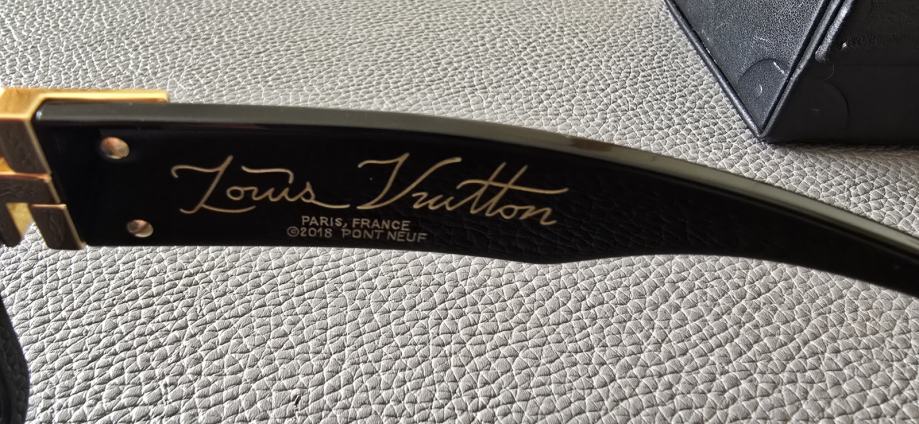 Louis Vuitton
PARIS, FRANCE
©2018 PONT NEUF